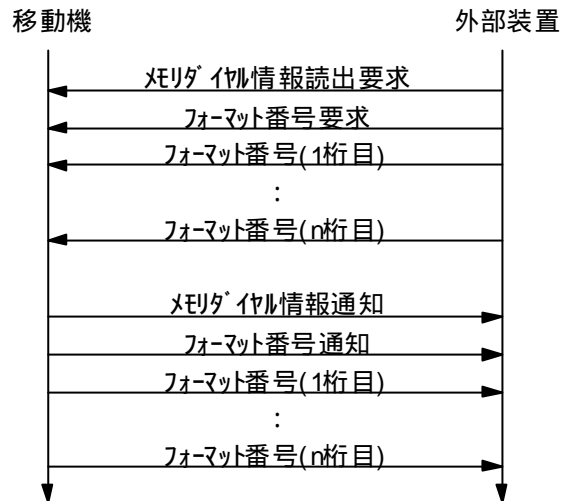 移動機 外部装置
ﾒﾓﾘﾀﾞｲﾔﾙ情報読出要求
ﾌｫｰﾏｯﾄ番号要求
ﾌｫｰﾏｯﾄ番号(1桁目)
:
ﾌｫｰﾏｯﾄ番号(n桁目)
ﾒﾓﾘﾀﾞｲﾔﾙ情報通知
ﾌｫｰﾏｯﾄ番号通知
ﾌｫｰﾏｯﾄ番号(1桁目)
:
ﾌｫｰﾏｯﾄ番号(n桁目)